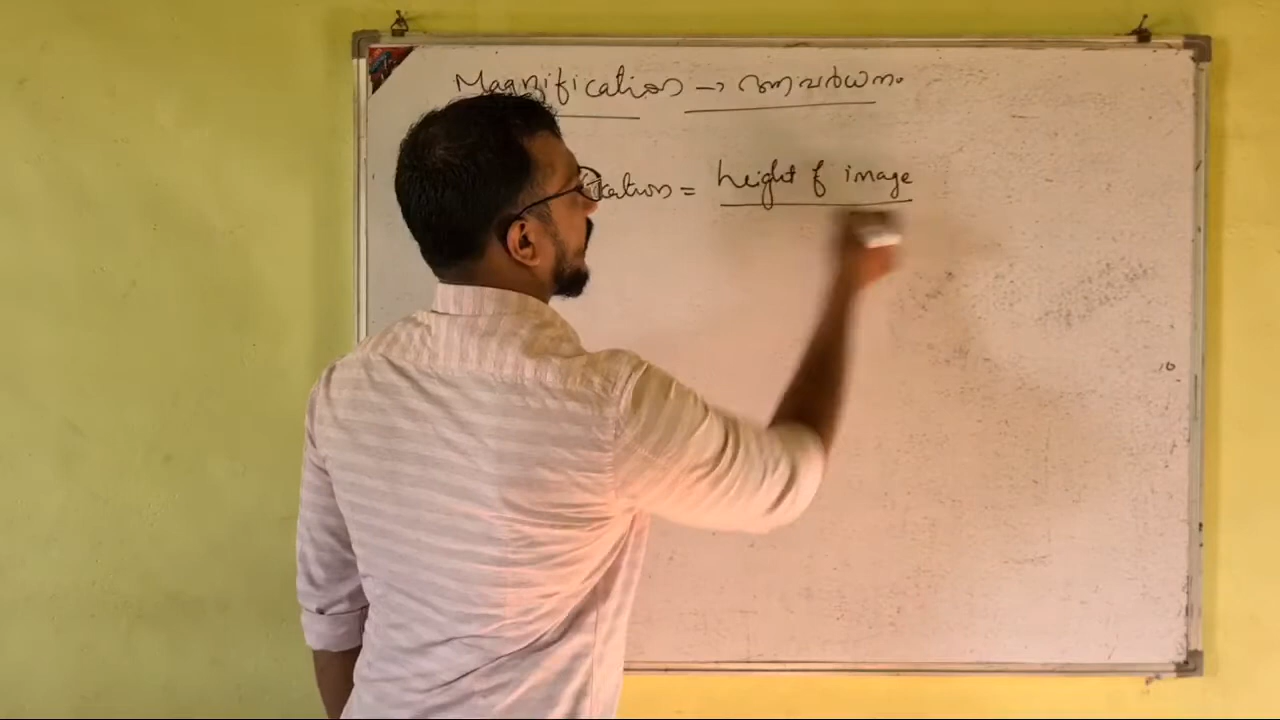 Magnification → ആവർധനം
= height of image